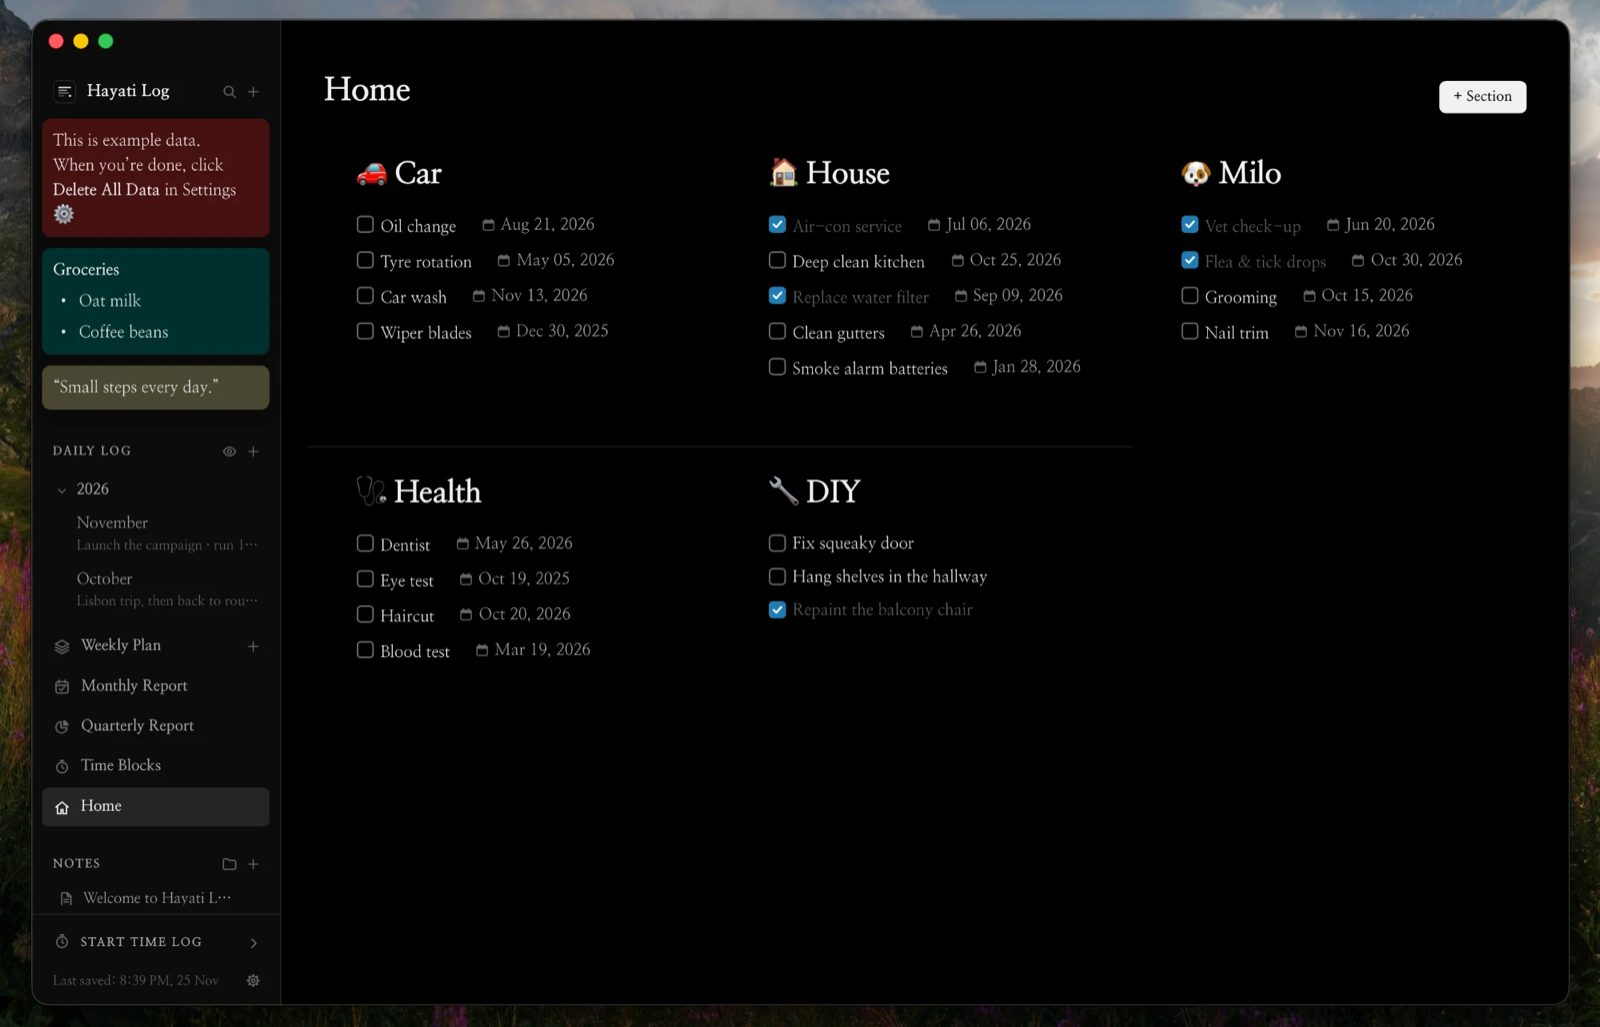 Hayati Log
This is example data.
When you're done, click
Delete All Data in Settings
Groceries
• Oat milk
• Coffee beans
“Small steps every day.”
DAILY LOG
2026
November
Launch the campaign · run 1···
October
Lisbon trip, then back to rou···
Weekly Plan
Monthly Report
Quarterly Report
Time Blocks
Home
NOTES
Welcome to Hayati L···
START TIME LOG
Last saved: 8:39 PM, 25 Nov
Home
+ Section
Car
Oil change Aug 21, 2026
Tyre rotation May 05, 2026
Car wash Nov 13, 2026
Wiper blades Dec 30, 2025
House
Air-con service Jul 06, 2026
Deep clean kitchen Oct 25, 2026
Replace water filter Sep 09, 2026
Clean gutters Apr 26, 2026
Smoke alarm batteries Jan 28, 2026
Milo
Vet check-up Jun 20, 2026
Flea & tick drops Oct 30, 2026
Grooming Oct 15, 2026
Nail trim Nov 16, 2026
Health
Dentist May 26, 2026
Eye test Oct 19, 2025
Haircut Oct 20, 2026
Blood test Mar 19, 2026
DIY
Fix squeaky door
Hang shelves in the hallway
Repaint the balcony chair